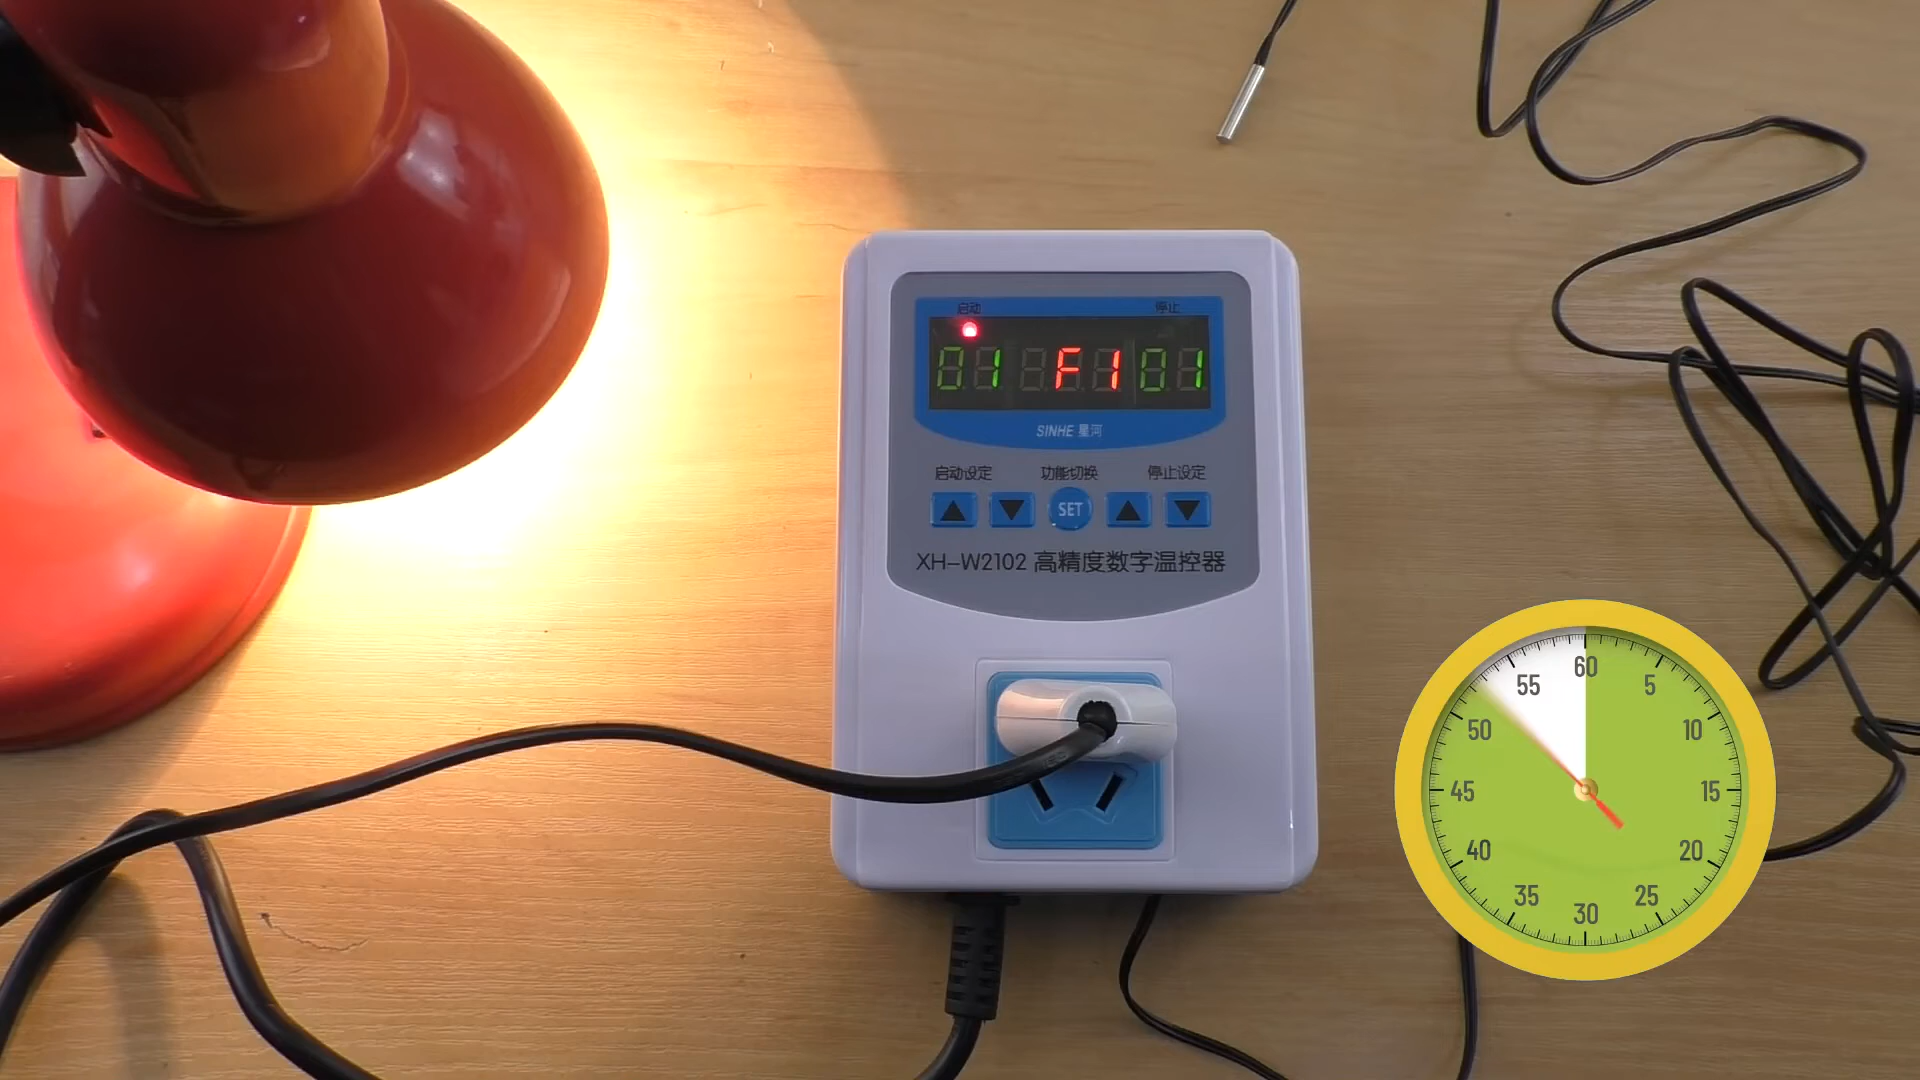 启动 停止
01 F1 01
SINHE 星河
启动设定 功能切换 停止设定
SET
XH-W2102 高精度数字温控器
60
55 5
50 10
45 15
40 20
35 25
30